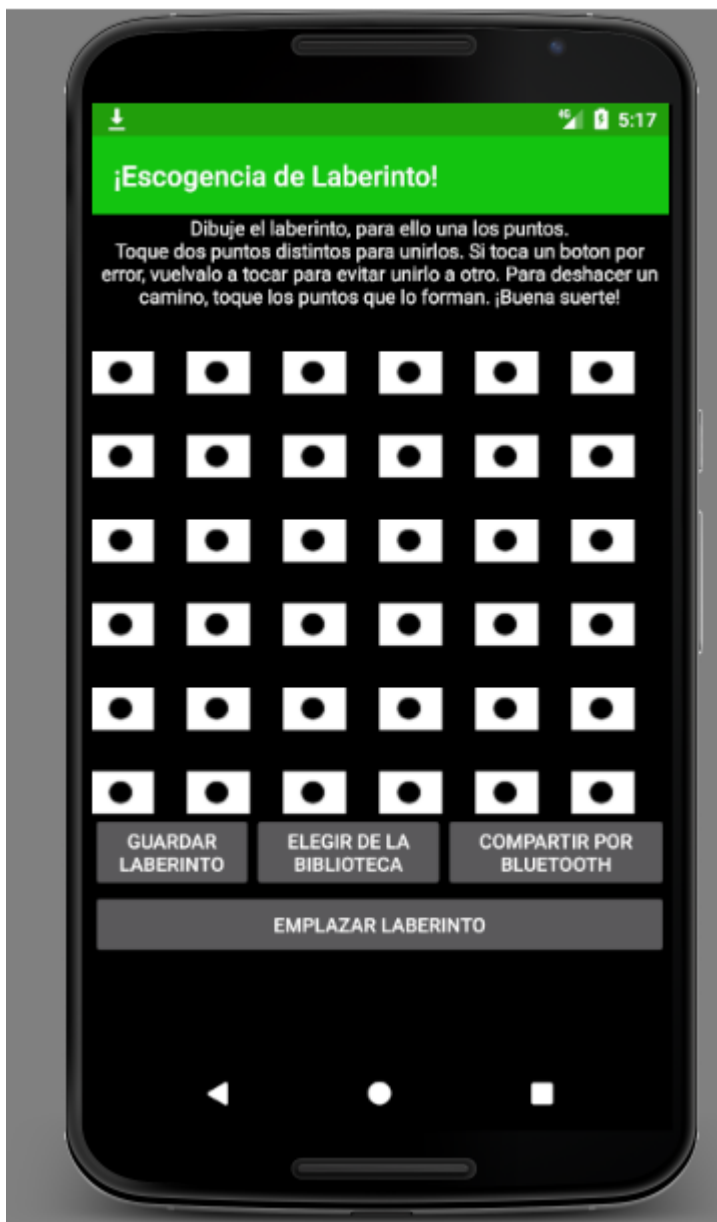 4G 5:17
¡Escogencia de Laberinto!
Dibuje el laberinto, para ello una los puntos.
Toque dos puntos distintos para unirlos. Si toca un boton por
error, vuelvalo a tocar para evitar unirlo a otro. Para deshacer un
camino, toque los puntos que lo forman. ¡Buena suerte!
GUARDAR
LABERINTO
ELEGIR DE LA
BIBLIOTECA
COMPARTIR POR
BLUETOOTH
EMPLAZAR LABERINTO